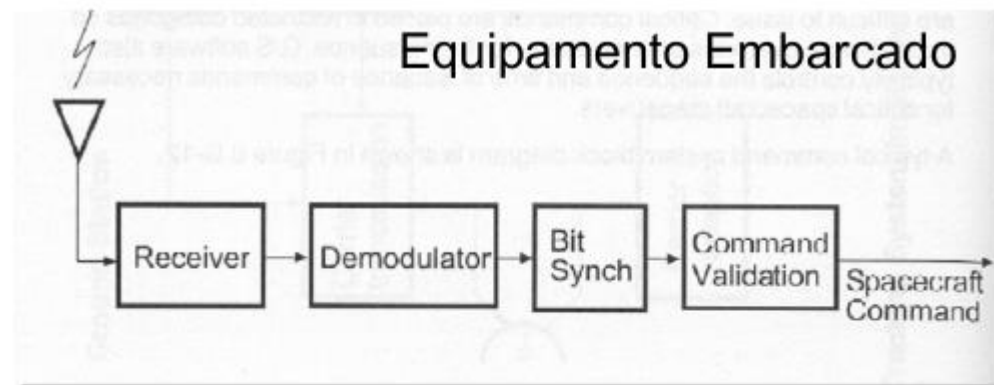 Equipamento Embarcado
Receiver
Demodulator
Bit
Synch
Command
Validation
Spacecraft
Command